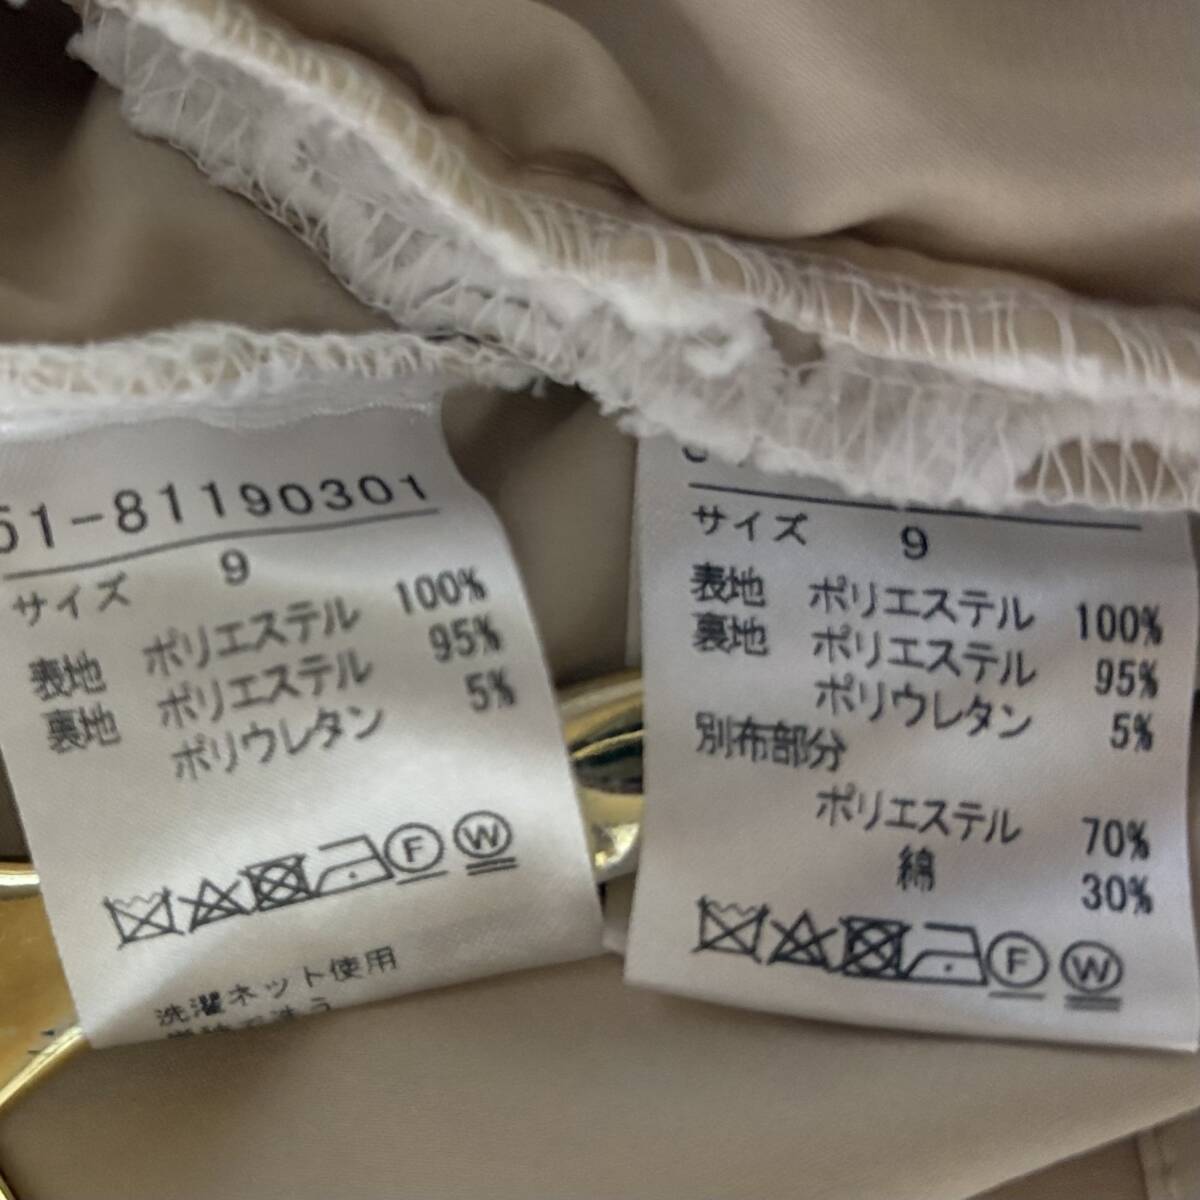 51-81190301
サイズ 9
表地 ポリエステル 100%
裏地 ポリエステル 95%
ポリウレタン 5%
F W
洗濯ネット使用
サイズ 9
表地 ポリエステル 100%
裏地 ポリエステル 95%
ポリウレタン 5%
別布部分
ポリエステル 70%
綿 30%
F W